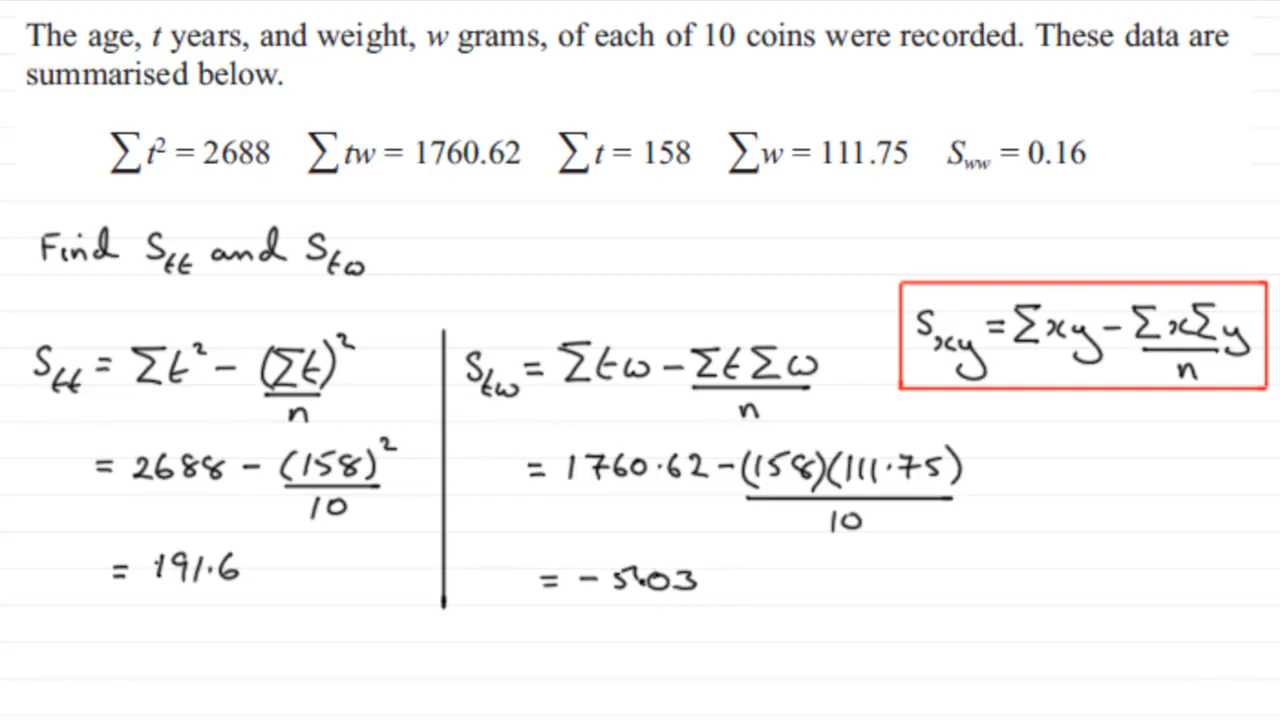 The age, t years, and weight, w grams, of each of 10 coins were recorded. These data are
summarised below.
∑t² = 2688 ∑tw = 1760.62 ∑t = 158 ∑w = 111.75 S_ww = 0.16
Find S_tt and S_tw
S_xy = ∑xy - ∑x∑y/n
S_tt = ∑t² - (∑t)²/n
= 2688 - (158)²/10
= 191.6
S_tw = ∑tw - ∑t∑w/n
= 1760.62 - (158)(111.75)/10
= -5.03